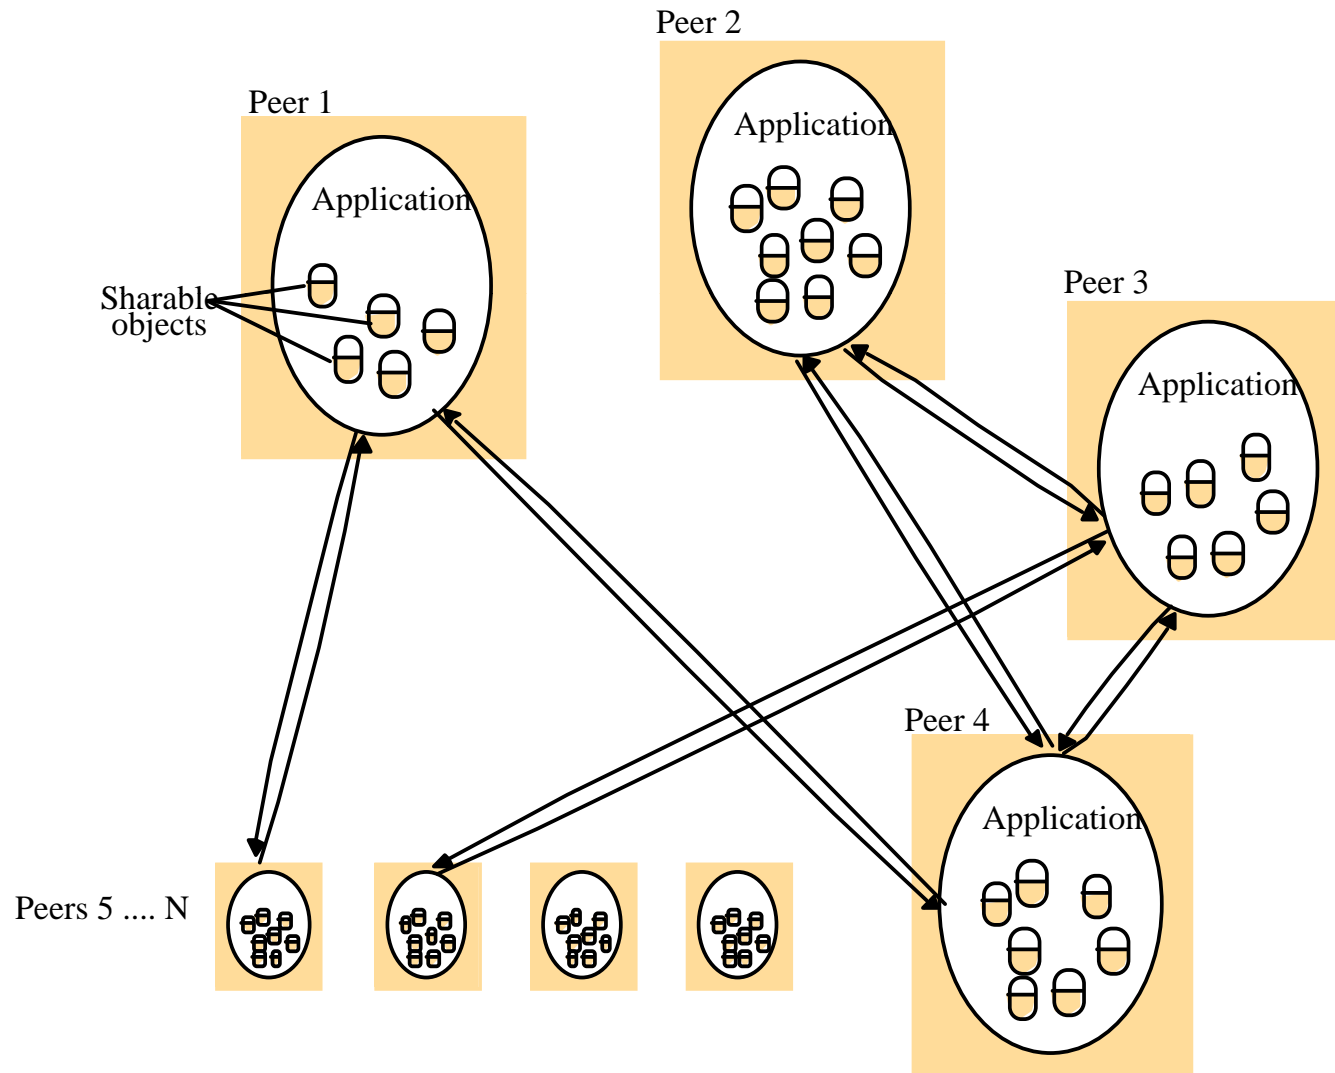 Peer 2
Peer 1
Application
Application
Peer 3
Sharable
objects
Application
Peer 4
Application
Peers 5 .... N